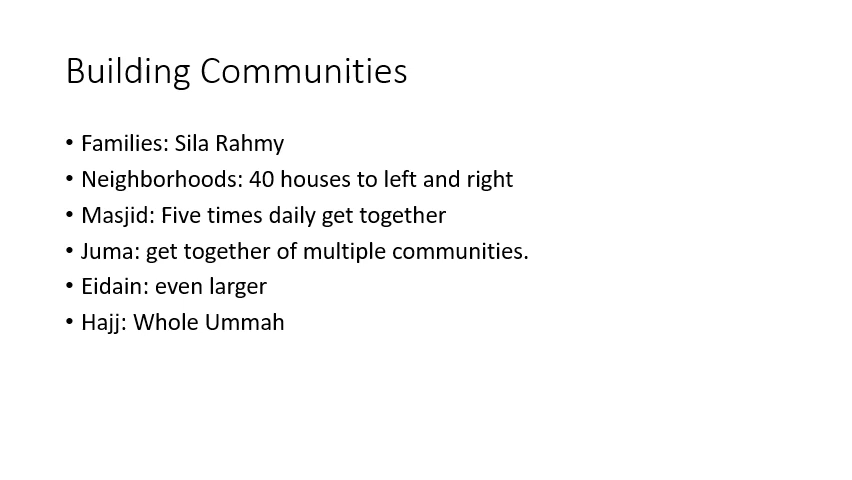 Building Communities
• Families: Sila Rahmy
• Neighborhoods: 40 houses to left and right
• Masjid: Five times daily get together
• Juma: get together of multiple communities.
• Eidain: even larger
• Hajj: Whole Ummah